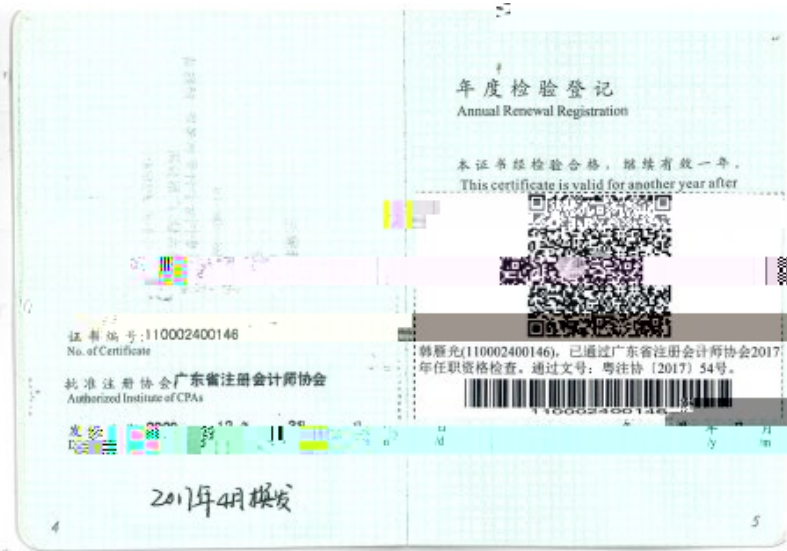 证书编号:110002400146
No. of Certificate
批准注册协会广东省注册会计师协会
Authorized Institute of CPAs
2017年4月换发
4
年度检验登记
Annual Renewal Registration
本证书经检验合格，继续有效一年。
This certificate is valid for another year after
韩雁光(110002400146)，已通过广东省注册会计师协会2017
年任职资格检查。通过文号：粤注协〔2017〕54号。
110002400146
年 月
/y /m
/d
5